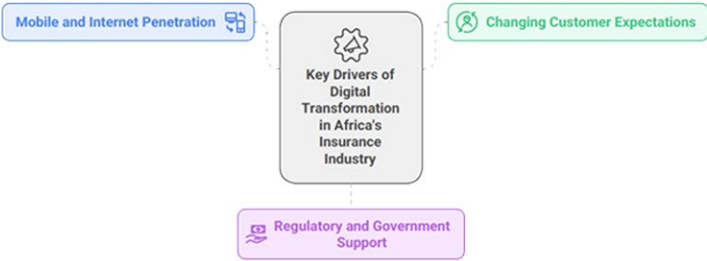 Mobile and Internet Penetration
Changing Customer Expectations
Key Drivers of
Digital
Transformation
in Africa's
Insurance
Industry
Regulatory and Government
Support